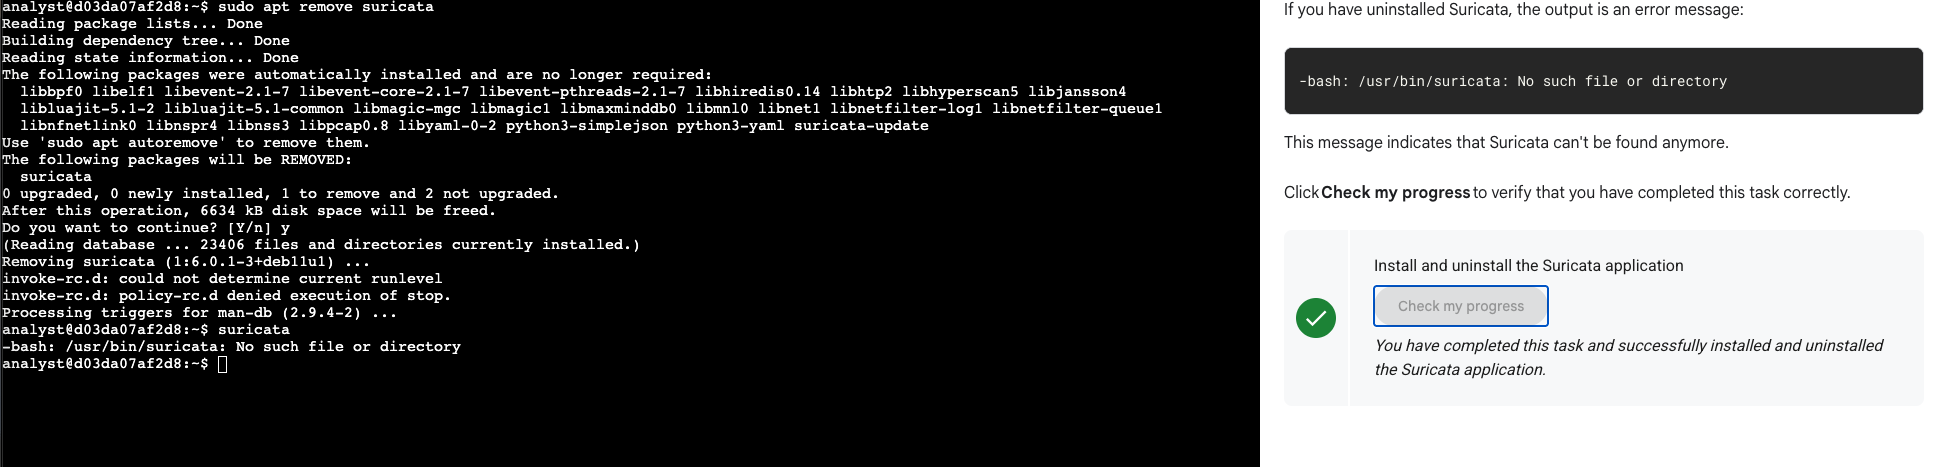 analyst@d03da07af2d8:~$ sudo apt remove suricata
Reading package lists... Done
Building dependency tree... Done
Reading state information... Done
The following packages were automatically installed and are no longer required:
  libbpf0 libelf1 libevent-2.1-7 libevent-core-2.1-7 libevent-pthreads-2.1-7 libhiredis0.14 libhtp2 libhyperscan5 libjansson4
  libluajit-5.1-2 libluajit-5.1-common libmagic-mgc libmagic1 libmaxminddb0 libmnl0 libnet1 libnetfilter-log1 libnetfilter-queue1
  libnfnetlink0 libnspr4 libnss3 libpcap0.8 libyaml-0-2 python3-simplejson python3-yaml suricata-update
Use 'sudo apt autoremove' to remove them.
The following packages will be REMOVED:
  suricata
0 upgraded, 0 newly installed, 1 to remove and 2 not upgraded.
After this operation, 6634 kB disk space will be freed.
Do you want to continue? [Y/n] y
(Reading database ... 23406 files and directories currently installed.)
Removing suricata (1:6.0.1-3+deb11u1) ...
invoke-rc.d: could not determine current runlevel
invoke-rc.d: policy-rc.d denied execution of stop.
Processing triggers for man-db (2.9.4-2) ...
analyst@d03da07af2d8:~$ suricata
-bash: /usr/bin/suricata: No such file or directory
analyst@d03da07af2d8:~$
If you have uninstalled Suricata, the output is an error message:
-bash: /usr/bin/suricata: No such file or directory
This message indicates that Suricata can't be found anymore.
Click Check my progress to verify that you have completed this task correctly.
Install and uninstall the Suricata application
Check my progress
You have completed this task and successfully installed and uninstalled
the Suricata application.